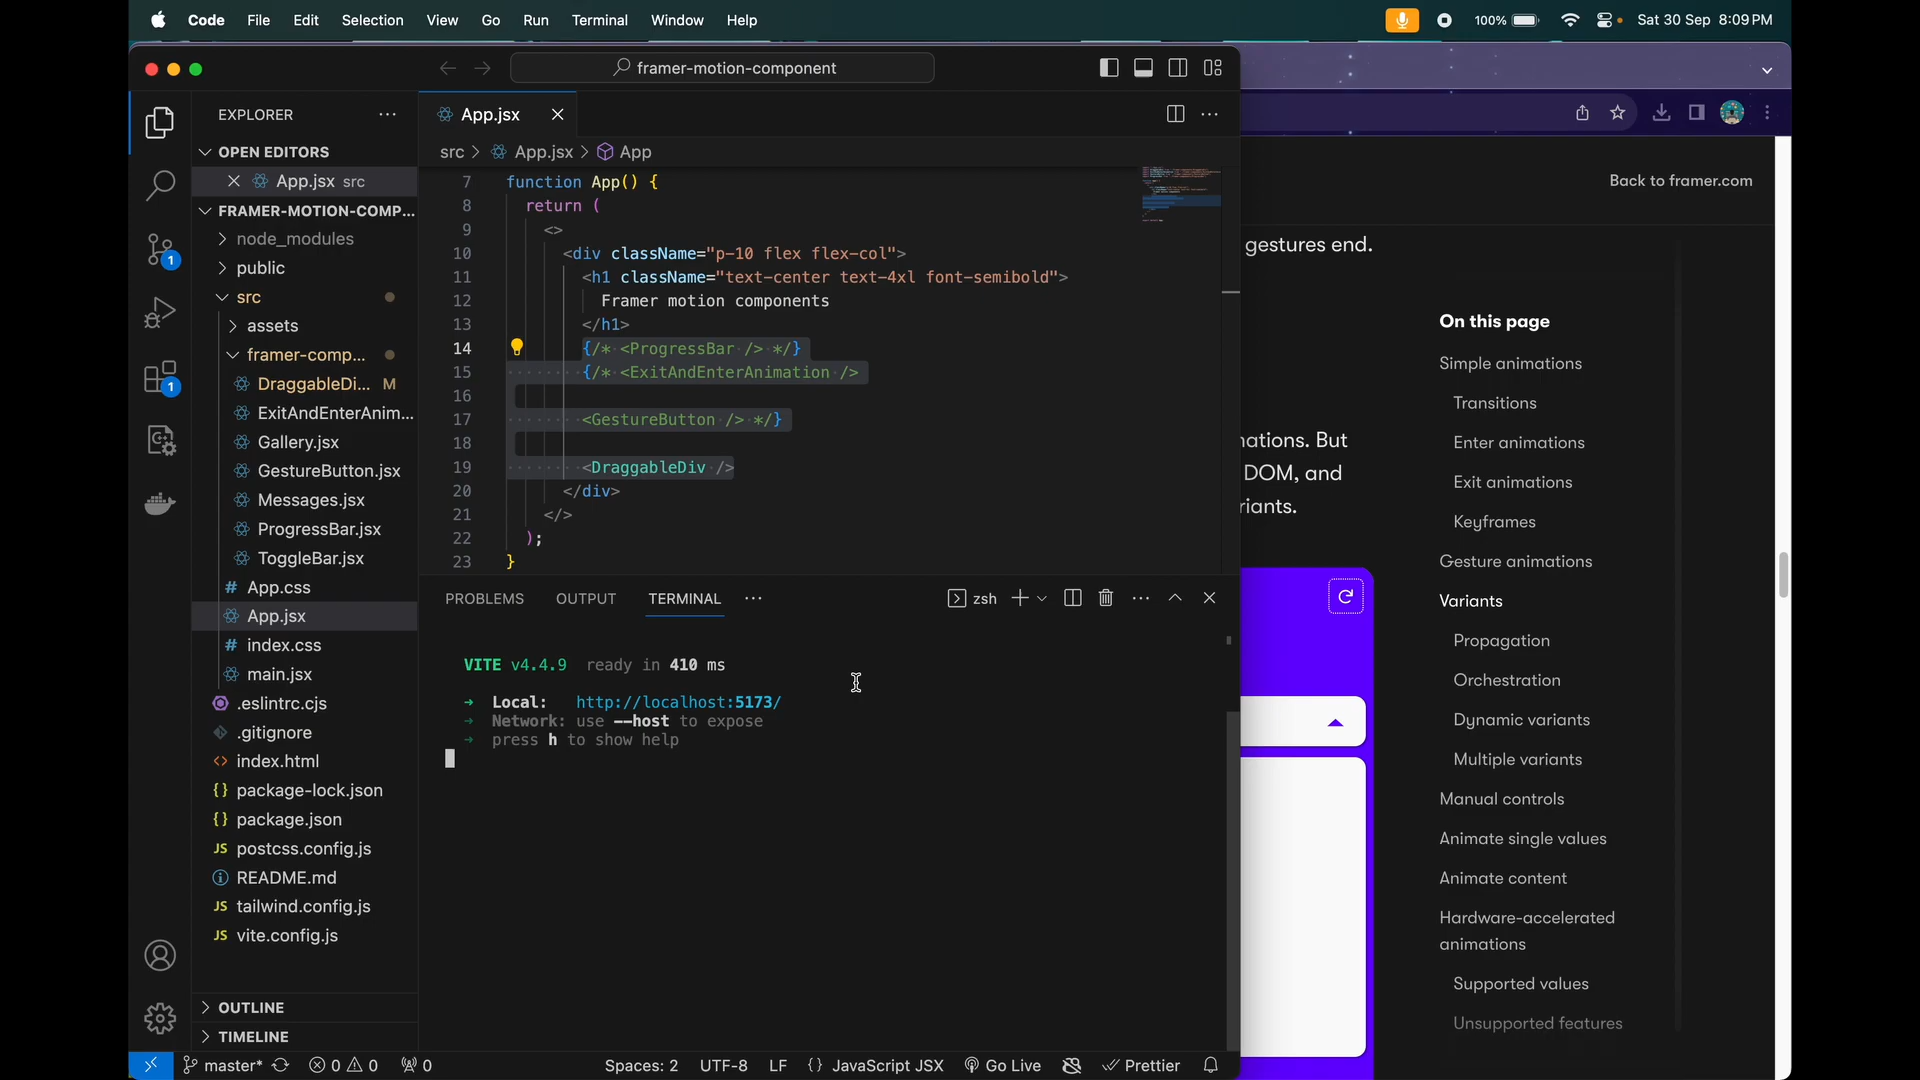 Code File Edit Selection View Go Run Terminal Window Help 100% Sat 30 Sep 8:09 PM
framer-motion-component
EXPLORER
OPEN EDITORS
App.jsx src
FRAMER-MOTION-COMP...
node_modules
public
src
assets
framer-comp...
DraggableDi... M
ExitAndEnterAnim...
Gallery.jsx
GestureButton.jsx
Messages.jsx
ProgressBar.jsx
ToggleBar.jsx
App.css
App.jsx
index.css
main.jsx
.eslintrc.cjs
.gitignore
index.html
package-lock.json
package.json
postcss.config.js
README.md
tailwind.config.js
vite.config.js
OUTLINE
TIMELINE
1
1
App.jsx
src > App.jsx > App
7 function App() {
8 return (
9 <>
10 <div className="p-10 flex flex-col">
11 <h1 className="text-center text-4xl font-semibold">
12 Framer motion components
13 </h1>
14 {/* <ProgressBar /> */}
15 {/* <ExitAndEnterAnimation />
16
17 <GestureButton /> */}
18
19 <DraggableDiv />
20 </div>
21 </>
22 );
23 }
PROBLEMS OUTPUT TERMINAL ... zsh
VITE v4.4.9 ready in 410 ms
➜ Local: http://localhost:5173/
➜ Network: use --host to expose
➜ press h to show help
master* 0 0 0 Spaces: 2 UTF-8 LF {} JavaScript JSX Go Live Prettier
Back to framer.com
gestures end.
nations. But
DOM, and
riants.
On this page
Simple animations
Transitions
Enter animations
Exit animations
Keyframes
Gesture animations
Variants
Propagation
Orchestration
Dynamic variants
Multiple variants
Manual controls
Animate single values
Animate content
Hardware-accelerated
animations
Supported values
Unsupported features